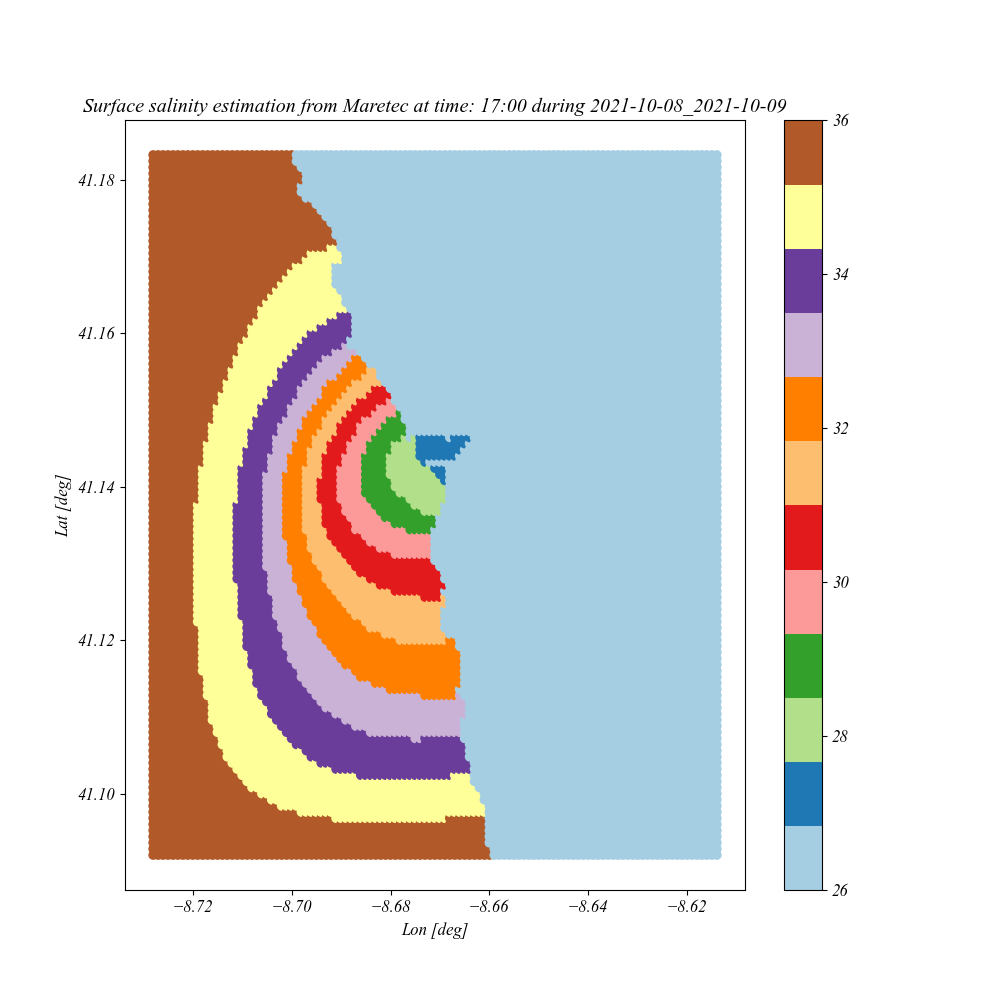 Surface salinity estimation from Maretec at time: 17:00 during 2021-10-08_2021-10-09
36
41.18
34
41.16
32
41.14
Lat [deg]
30
41.12
28
41.10
26
−8.72 −8.70 −8.68 −8.66 −8.64 −8.62
Lon [deg]